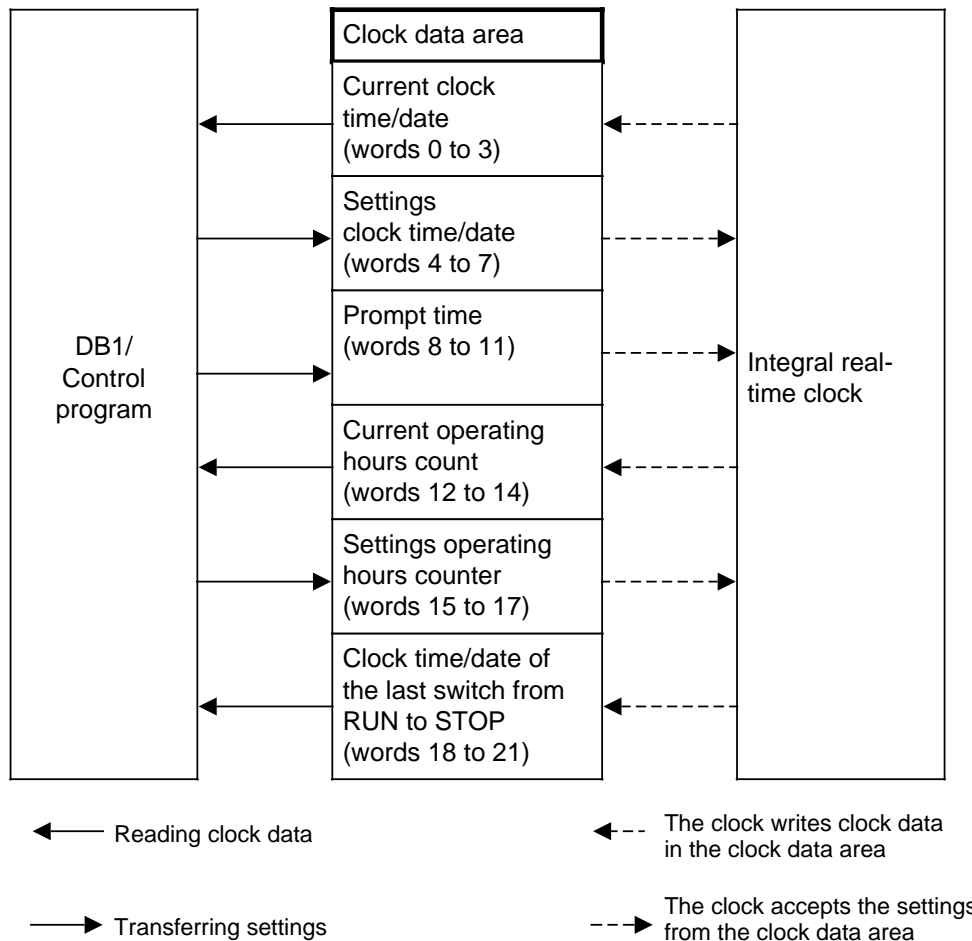 Clock data area
Current clock
time/date
(words 0 to 3)
Settings
clock time/date
(words 4 to 7)
Prompt time
(words 8 to 11)
DB1/
Control
program
Integral real-
time clock
Current operating
hours count
(words 12 to 14)
Settings operating
hours counter
(words 15 to 17)
Clock time/date of
the last switch from
RUN to STOP
(words 18 to 21)
Reading clock data
The clock writes clock data
in the clock data area
Transferring settings
The clock accepts the settings
from the clock data area